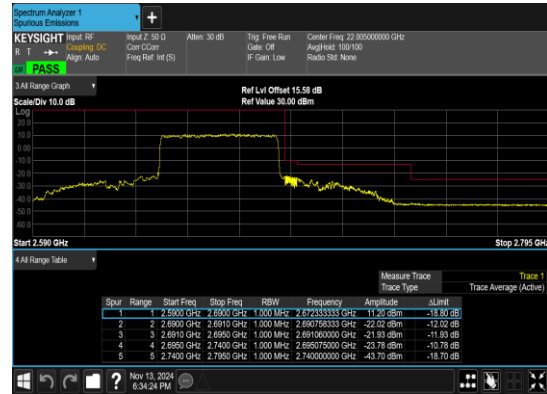 Spectrum Analyzer 1
Spurious Emissions
KEYSIGHT
R T
LM PASS
Input: RF
Coupling: DC
Align: Auto
Input Z: 50 Ω
Corr CCorr
Freq Ref: Int (S)
Atten: 30 dB
Trig: Free Run
Gate: Off
IF Gain: Low
Center Freq: 22.005000000 GHz
Avg|Hold: 100/100
Radio Std: None
3 All Range Graph
Scale/Div 10.0 dB
Ref Lvl Offset 15.58 dB
Ref Value 30.00 dBm
Log
20.0
10.0
0.00
-10.0
-20.0
-30.0
-40.0
-50.0
-60.0
Start 2.590 GHz
Stop 2.795 GHz
4 All Range Table
Measure Trace Trace 1
Trace Type Trace Average (Active)
Spur Range Start Freq Stop Freq RBW Frequency Amplitude ΔLimit
1 1 2.5900 GHz 2.6900 GHz 1.000 MHz 2.672333333 GHz 11.20 dBm -18.80 dB
2 2 2.6900 GHz 2.6910 GHz 1.000 MHz 2.690758333 GHz -22.02 dBm -12.02 dB
3 3 2.6910 GHz 2.6950 GHz 1.000 MHz 2.691060000 GHz -21.93 dBm -11.93 dB
4 4 2.6950 GHz 2.7400 GHz 1.000 MHz 2.695075000 GHz -23.78 dBm -10.78 dB
5 5 2.7400 GHz 2.7950 GHz 1.000 MHz 2.740000000 GHz -43.70 dBm -18.70 dB
?
Nov 13, 2024
6:34:24 PM